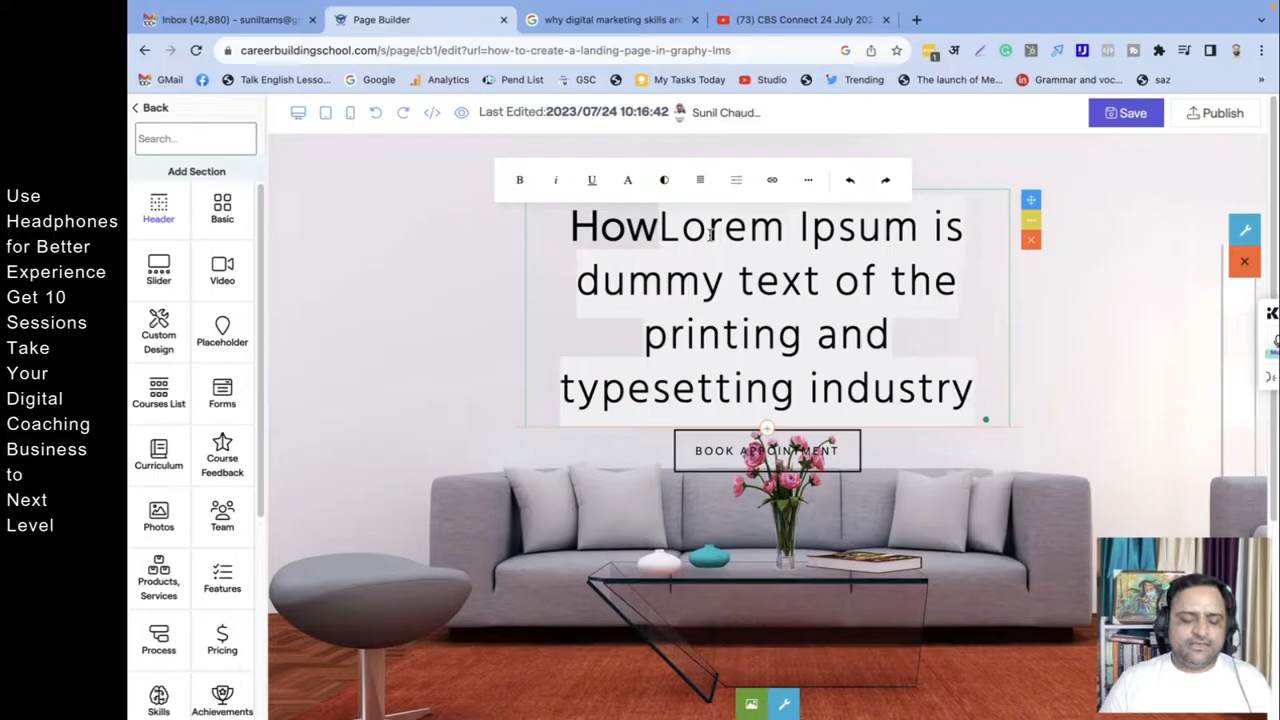 Use
Headphones
for Better
Experience
Get 10
Sessions
Take
Your
Digital
Coaching
Business
to
Next
Level
Inbox (42,880) - suniltams@g
Page Builder
why digital marketing skills are
(73) CBS Connect 24 July 202
careerbuildingschool.com/s/page/cb1/edit?url=how-to-create-a-landing-page-in-graphy-lms
GMail
Talk English Lesso...
Google
Analytics
Pend List
GSC
My Tasks Today
Studio
Trending
The launch of Me...
Grammar and voc...
saz
Back
Search...
Add Section
Header
Basic
Slider
Video
Custom
Design
Placeholder
Courses List
Forms
Curriculum
Course
Feedback
Photos
Team
Products,
Services
Features
Process
Pricing
Skills
Achievements
Last Edited:2023/07/24 10:16:42
Sunil Chaud...
Save
Publish
B i U A
HowLorem Ipsum is
dummy text of the
printing and
typesetting industry
BOOK APPOINTMENT